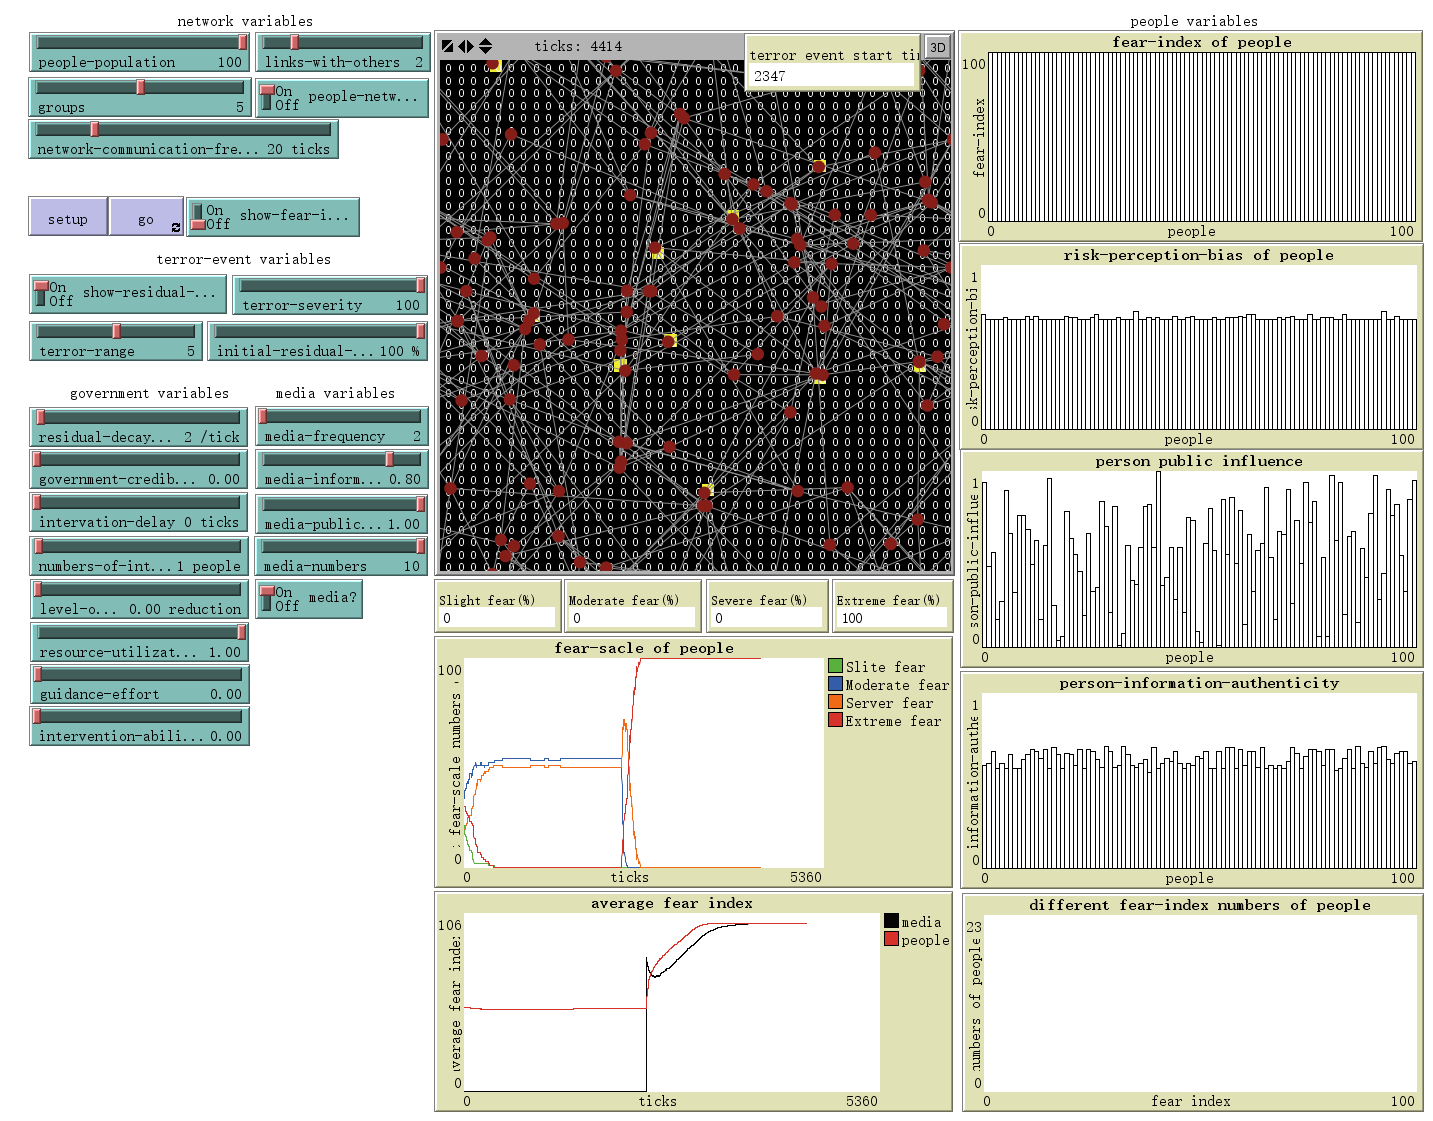 network variables
people-population 100
links-with-others 2
groups 5
On
Off
people-netw...
network-communication-fre... 20 ticks
setup
go
On
Off
show-fear-i...
terror-event variables
On
Off
show-residual-...
terror-severity 100
terror-range 5
initial-residual-... 100 %
government variables
media variables
residual-decay... 2 /tick
media-frequency 2
government-credib... 0.00
media-inform... 0.80
intervation-delay 0 ticks
media-public... 1.00
numbers-of-int... 1 people
media-numbers 10
level-o... 0.00 reduction
On
Off
media?
resource-utilizat... 1.00
guidance-effort 0.00
intervention-abili... 0.00
ticks: 4414
3D
terror event start ti
2347
Slight fear(%)
0
Moderate fear(%)
0
Severe fear(%)
0
Extreme fear(%)
100
fear-sacle of people
100
fear-scale numbers
0
0
ticks
5360
Slite fear
Moderate fear
Server fear
Extreme fear
average fear index
106
average fear inde
0
0
ticks
5360
media
people
people variables
fear-index of people
100
fear-index
0
0
people
100
risk-perception-bias of people
1
k-perception-bi
0
0
people
100
person public influence
1
son-public-influe
0
0
people
100
person-information-authenticity
1
information-authe
0
0
people
100
different fear-index numbers of people
23
numbers of people
0
0
fear index
100